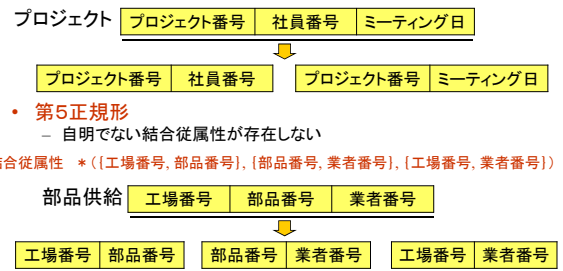 プロジェクト プロジェクト番号 社員番号 ミーティング日
プロジェクト番号 社員番号 プロジェクト番号 ミーティング日
• 第5正規形
– 自明でない結合従属性が存在しない
結合従属性 *({工場番号, 部品番号}, {部品番号, 業者番号}, {工場番号, 業者番号})
部品供給 工場番号 部品番号 業者番号
工場番号 部品番号 部品番号 業者番号 工場番号 業者番号